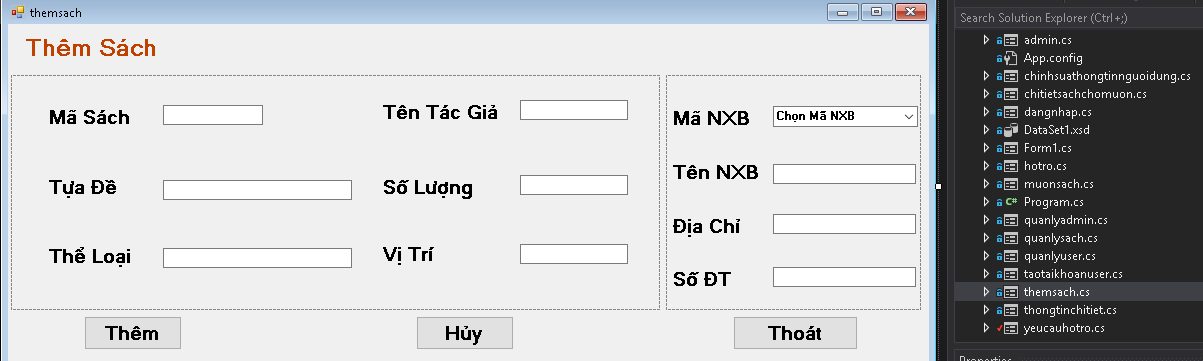 themsach
Thêm Sách
Mã Sách
Tên Tác Giả
Tựa Đề
Số Lượng
Thể Loại
Vị Trí
Mã NXB
Chọn Mã NXB
Tên NXB
Địa Chỉ
Số ĐT
Thêm
Hủy
Thoát
Search Solution Explorer (Ctrl+;)
admin.cs
App.config
chinhsuathongtinnguoidung.cs
chitietsachchomuon.cs
dangnhap.cs
DataSet1.xsd
Form1.cs
hotro.cs
muonsach.cs
C# Program.cs
quanlyadmin.cs
quanlysach.cs
quanlyuser.cs
taotaikhoanuser.cs
themsach.cs
thongtinchitiet.cs
yeucauhotro.cs
Properties